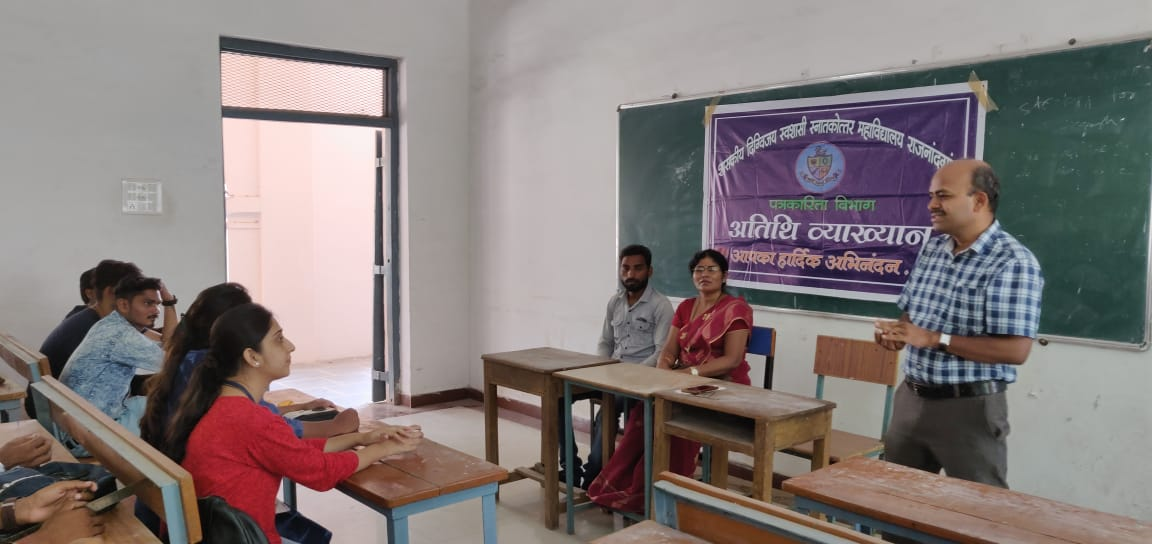 शासकीय दिग्विजय स्वशासी स्नातकोत्तर महाविद्यालय राजनांदगांव
पत्रकारिता विभाग
अतिथि व्याख्यान
आपका हार्दिक अभिनंदन